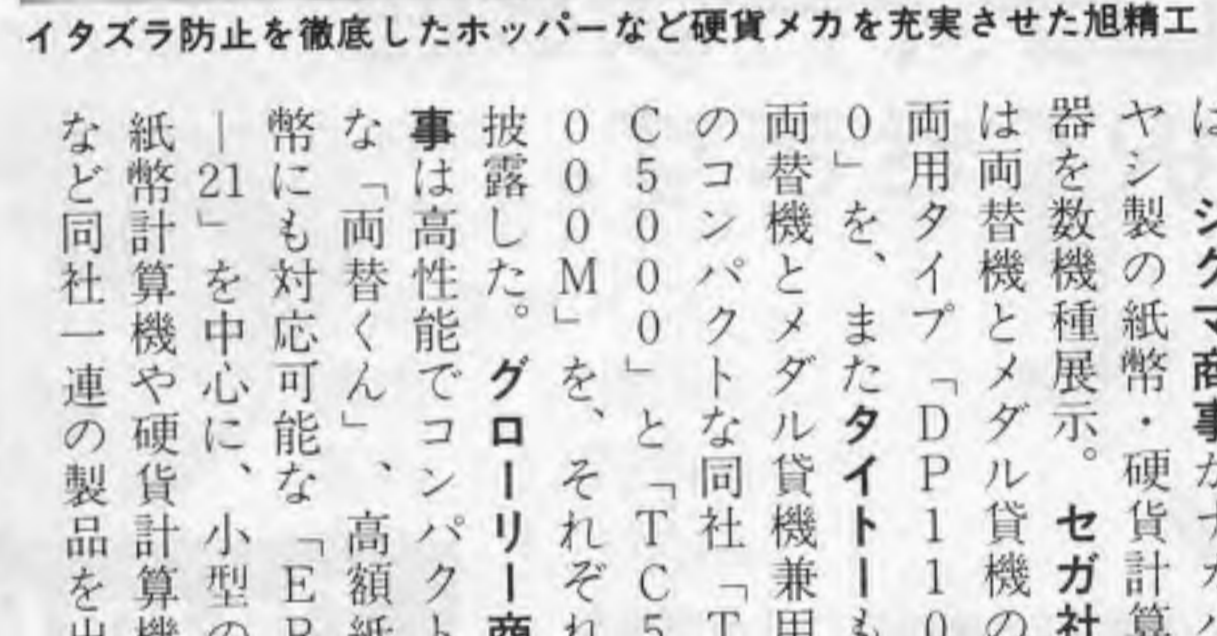 イタズラ防止を徹底したホッパーなど硬貨メカを充実させた旭精工
は、シグマ商事が
ヤシ製の紙幣・硬貨計算
器を数機種展示。セガ社
は両替機とメダル貸機の
両用タイプ「DP110
0」を、またタイトーも
両替機とメダル貸機兼用
のコンパクトな同社「T
C5000」と「TC5
000M」を、それぞれ
披露した。グローリー商
事は高性能でコンパクト
な「両替くん」、高額紙
幣にも対応可能な「ER
―21」を中心に、小型の
紙幣計算機や硬貨計算機
など同社一連の製品を出